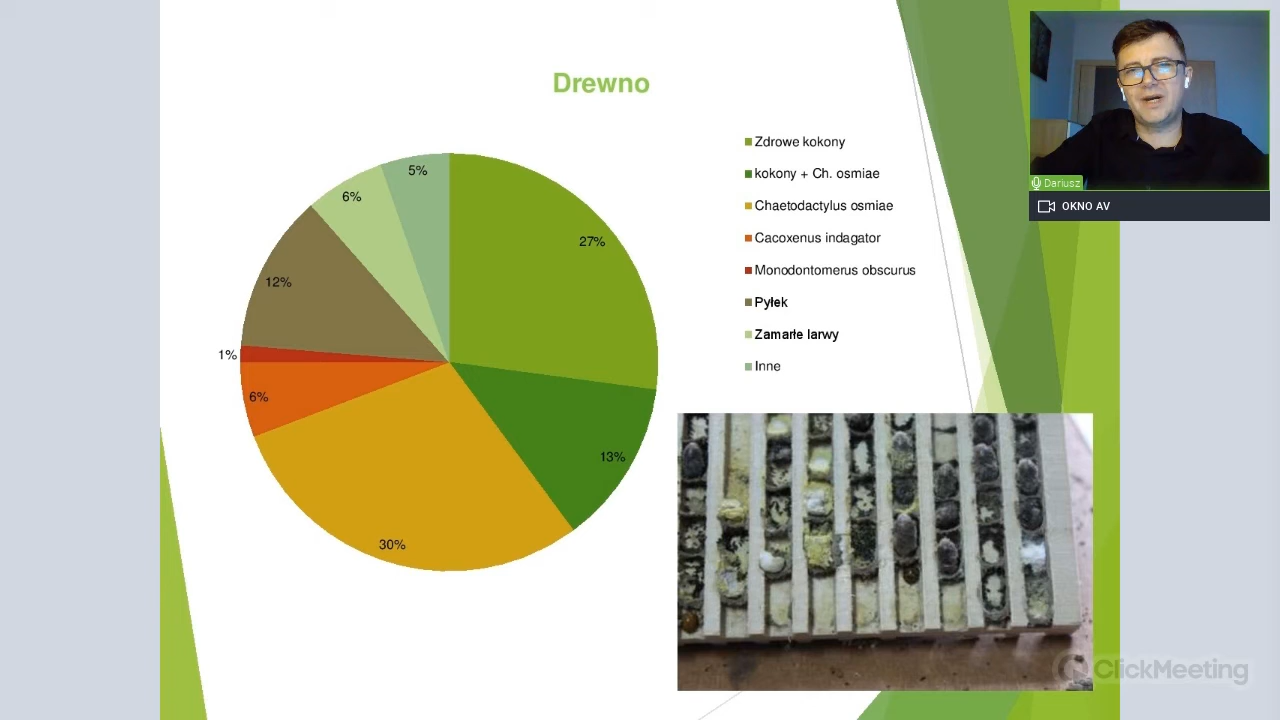 Drewno
Zdrowe kokony
kokony + Ch. osmiae
Chaetodactylus osmiae
Cacoxenus indagator
Monodontomerus obscurus
Pyłek
Zamarłe larwy
Inne
5%
6%
27%
12%
1%
6%
13%
30%
Dariusz
OKNO AV
ClickMeeting